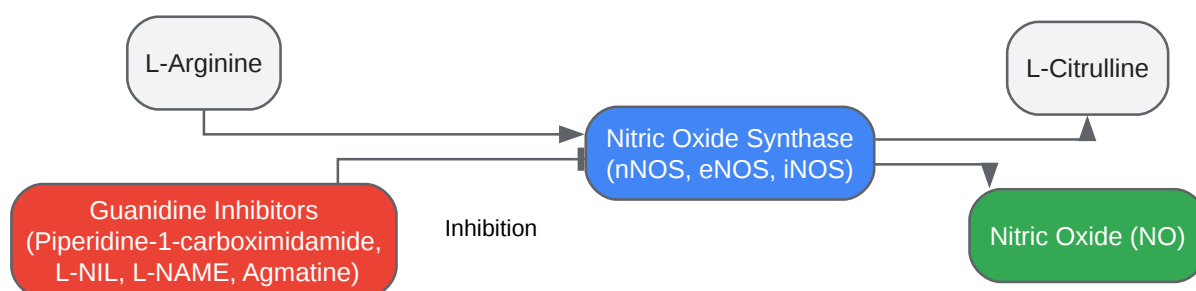 L-Arginine
L-Citrulline
Nitric Oxide Synthase
(nNOS, eNOS, iNOS)
Guanidine Inhibitors
(Piperidine-1-carboximidamide,
L-NIL, L-NAME, Agmatine)
Inhibition
Nitric Oxide (NO)